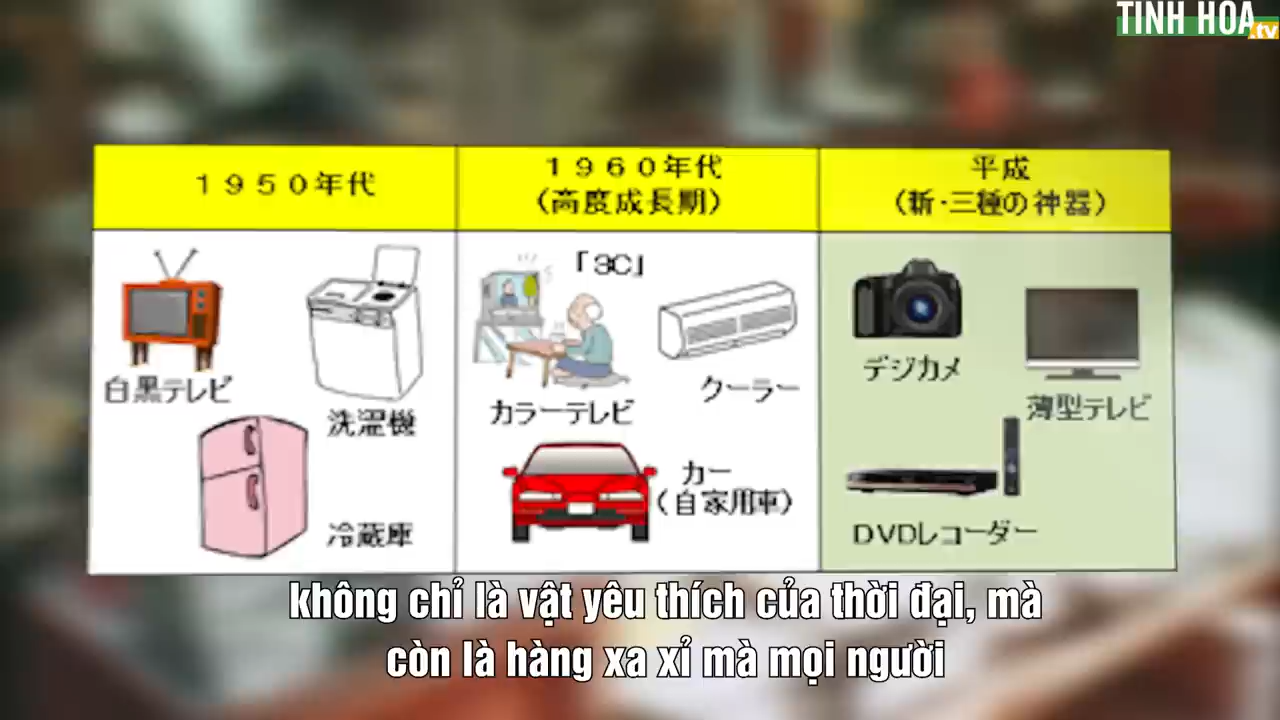 TINH HOA
.tv
1950年代
1960年代
(高度成長期)
平成
(新・三種の神器)
白黒テレビ
洗濯機
冷蔵庫
「3C」
カラーテレビ
クーラー
カー
(自家用車)
デジカメ
薄型テレビ
DVDレコーダー
không chỉ là vật yêu thích của thời đại, mà
còn là hàng xa xỉ mà mọi người